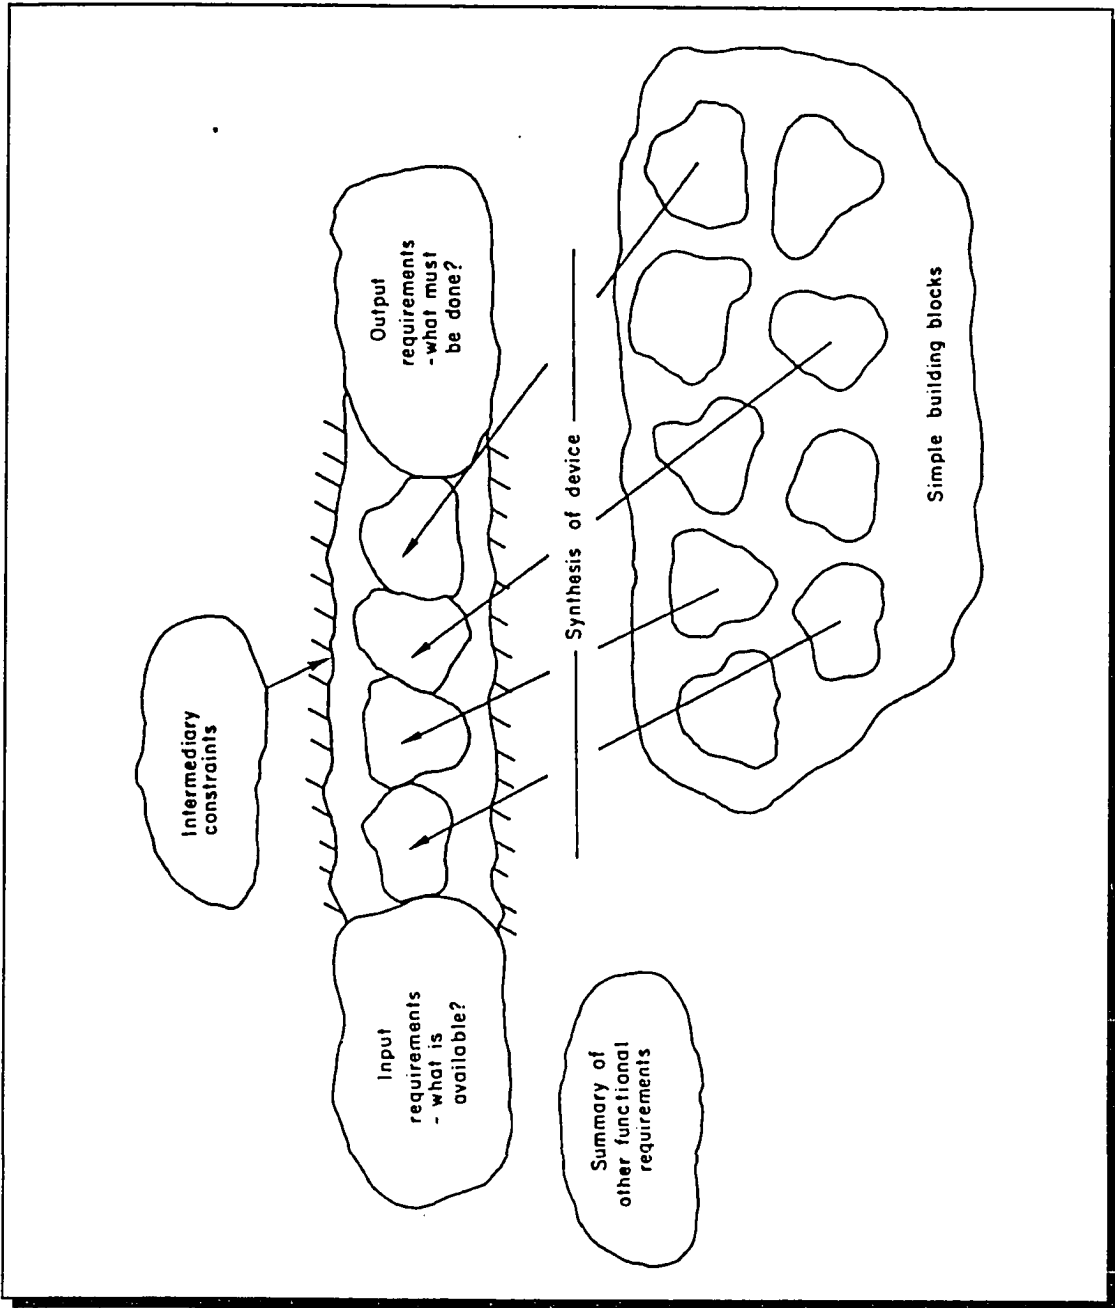 Intermediary
constraints
Input
requirements
- what is
available?
Output
requirements
- what must
be done?
Synthesis of device
Summary of
other functional
requirements
Simple building blocks